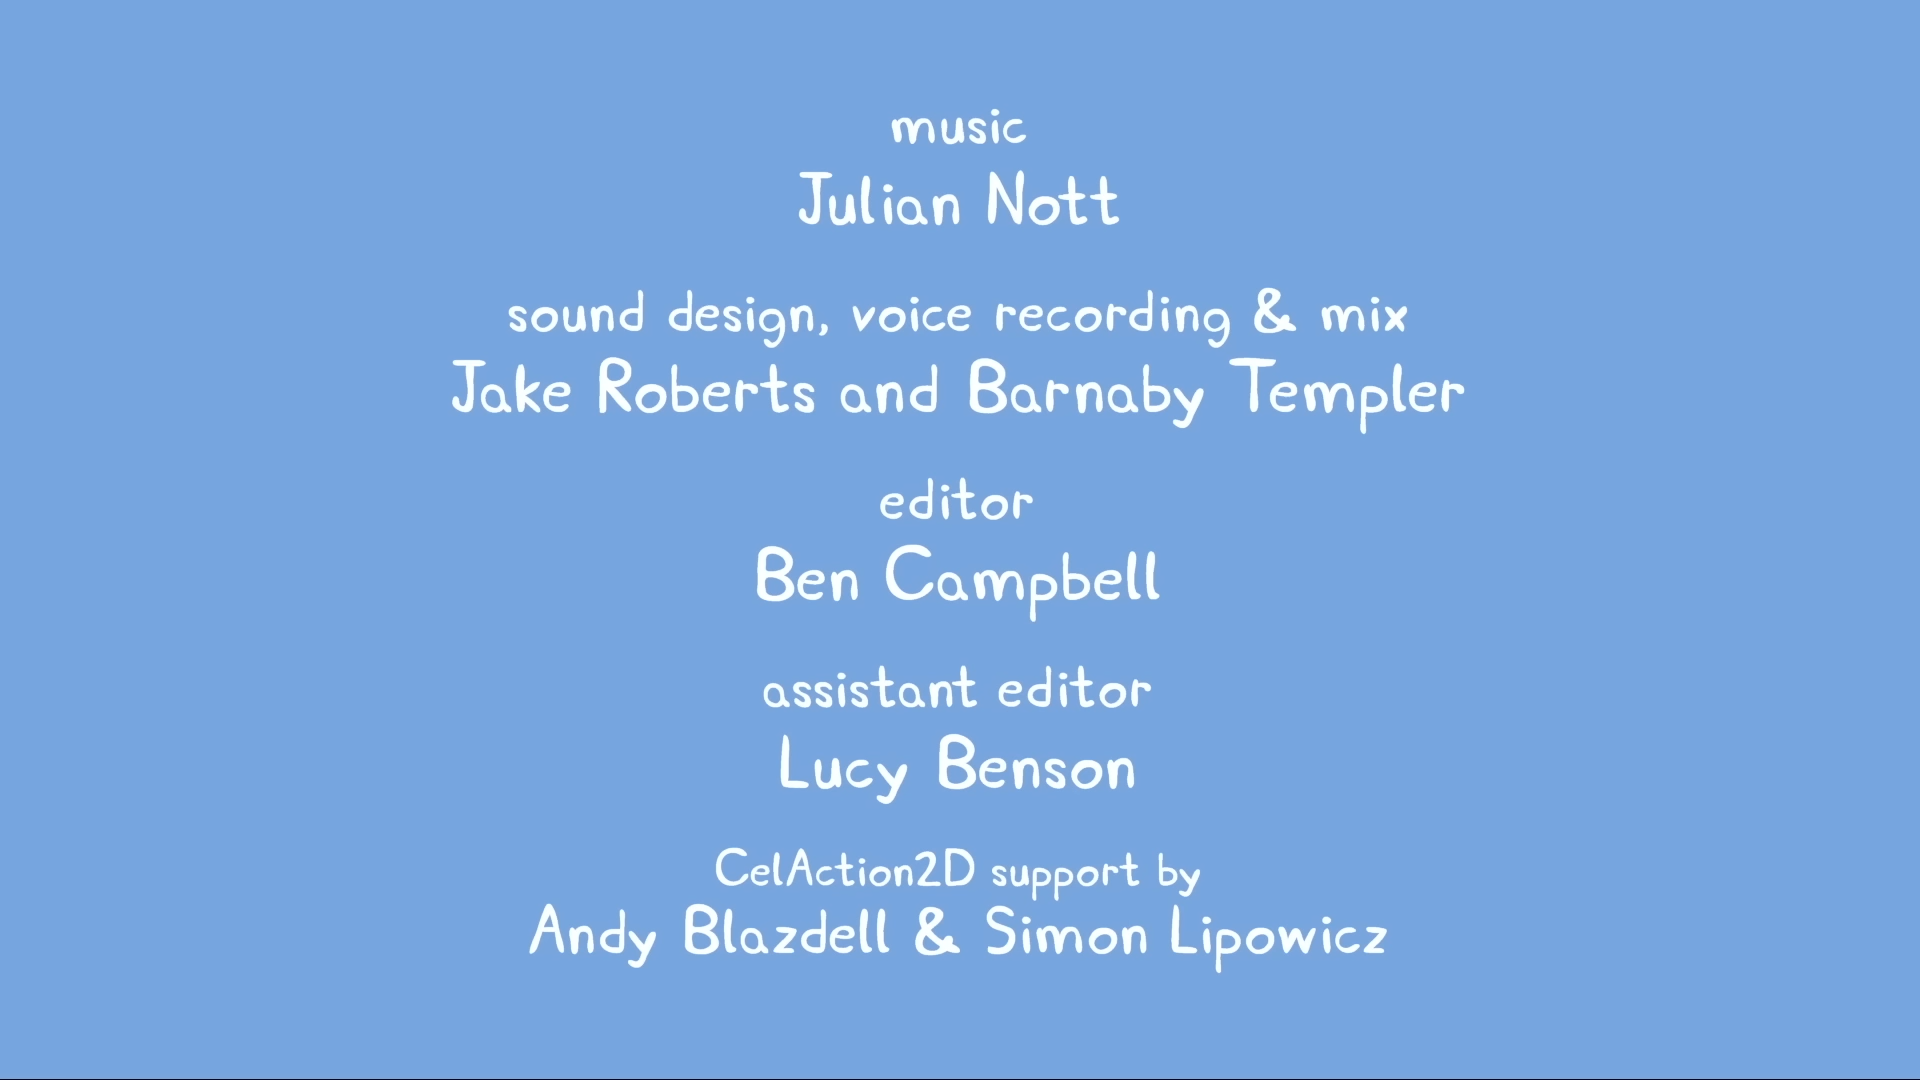 music
Julian Nott
sound design, voice recording & mix
Jake Roberts and Barnaby Templer
editor
Ben Campbell
assistant editor
Lucy Benson
CelAction2D support by
Andy Blazdell & Simon Lipowicz